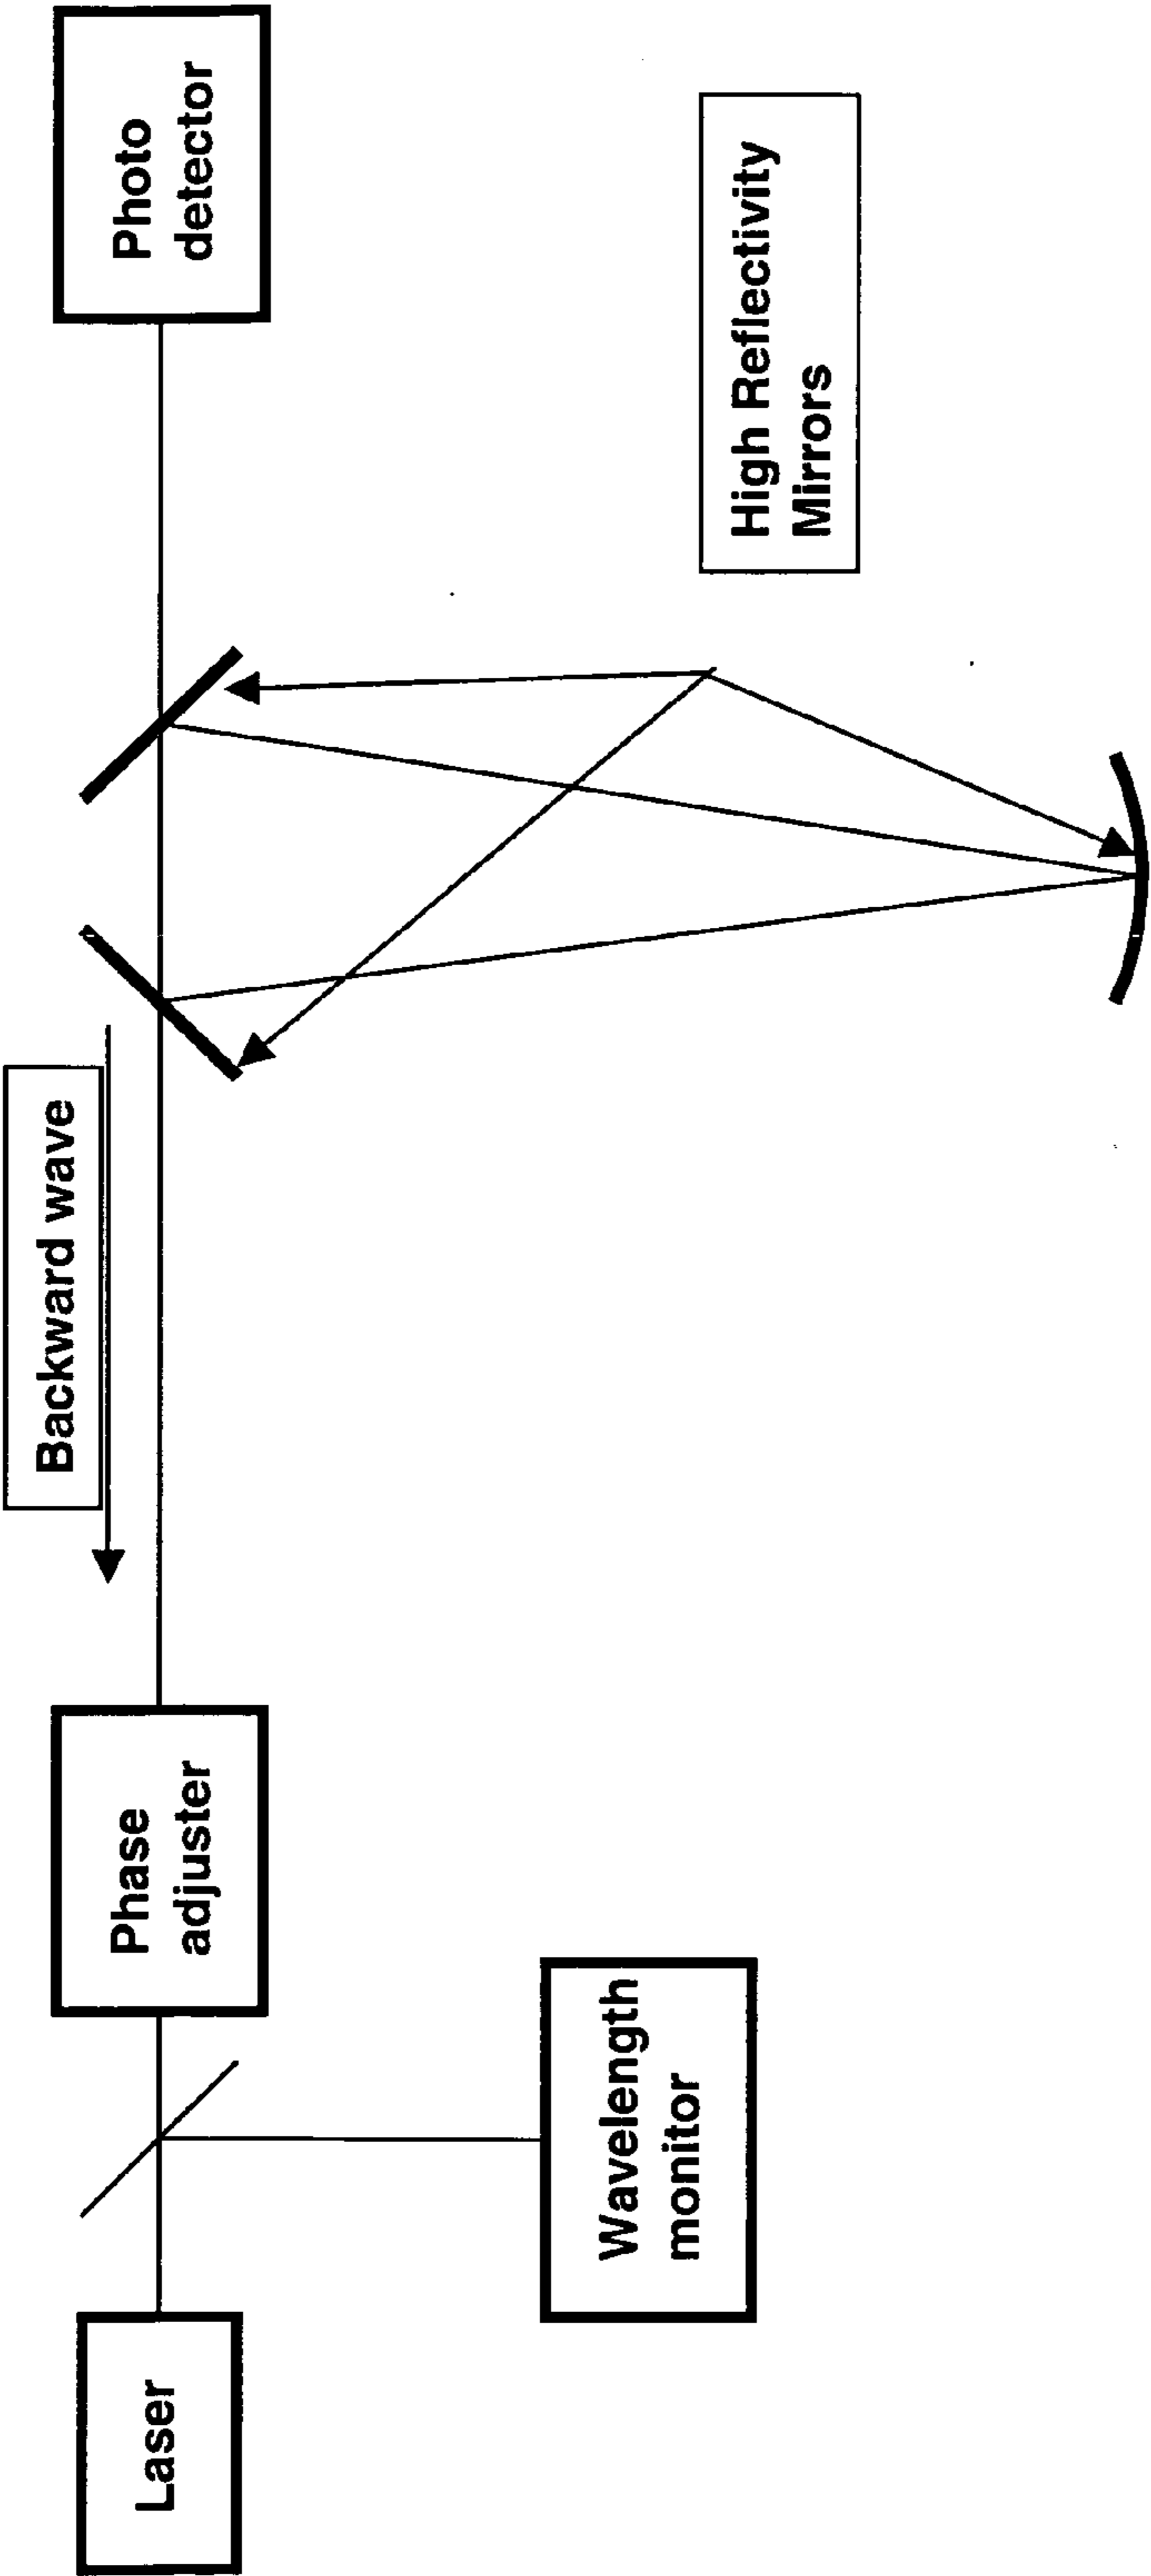 Laser
Wavelength
monitor
Phase
adjuster
Backward wave
High Reflectivity
Mirrors
Photo
detector